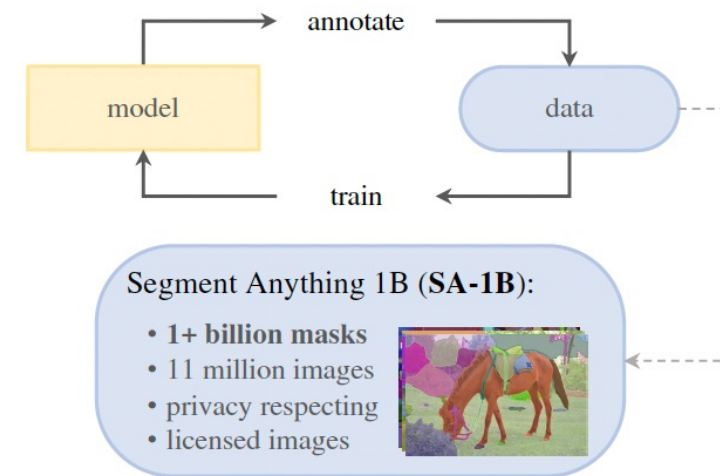 annotate
model
data
train
Segment Anything 1B (SA-1B):
• 1+ billion masks
• 11 million images
• privacy respecting
• licensed images